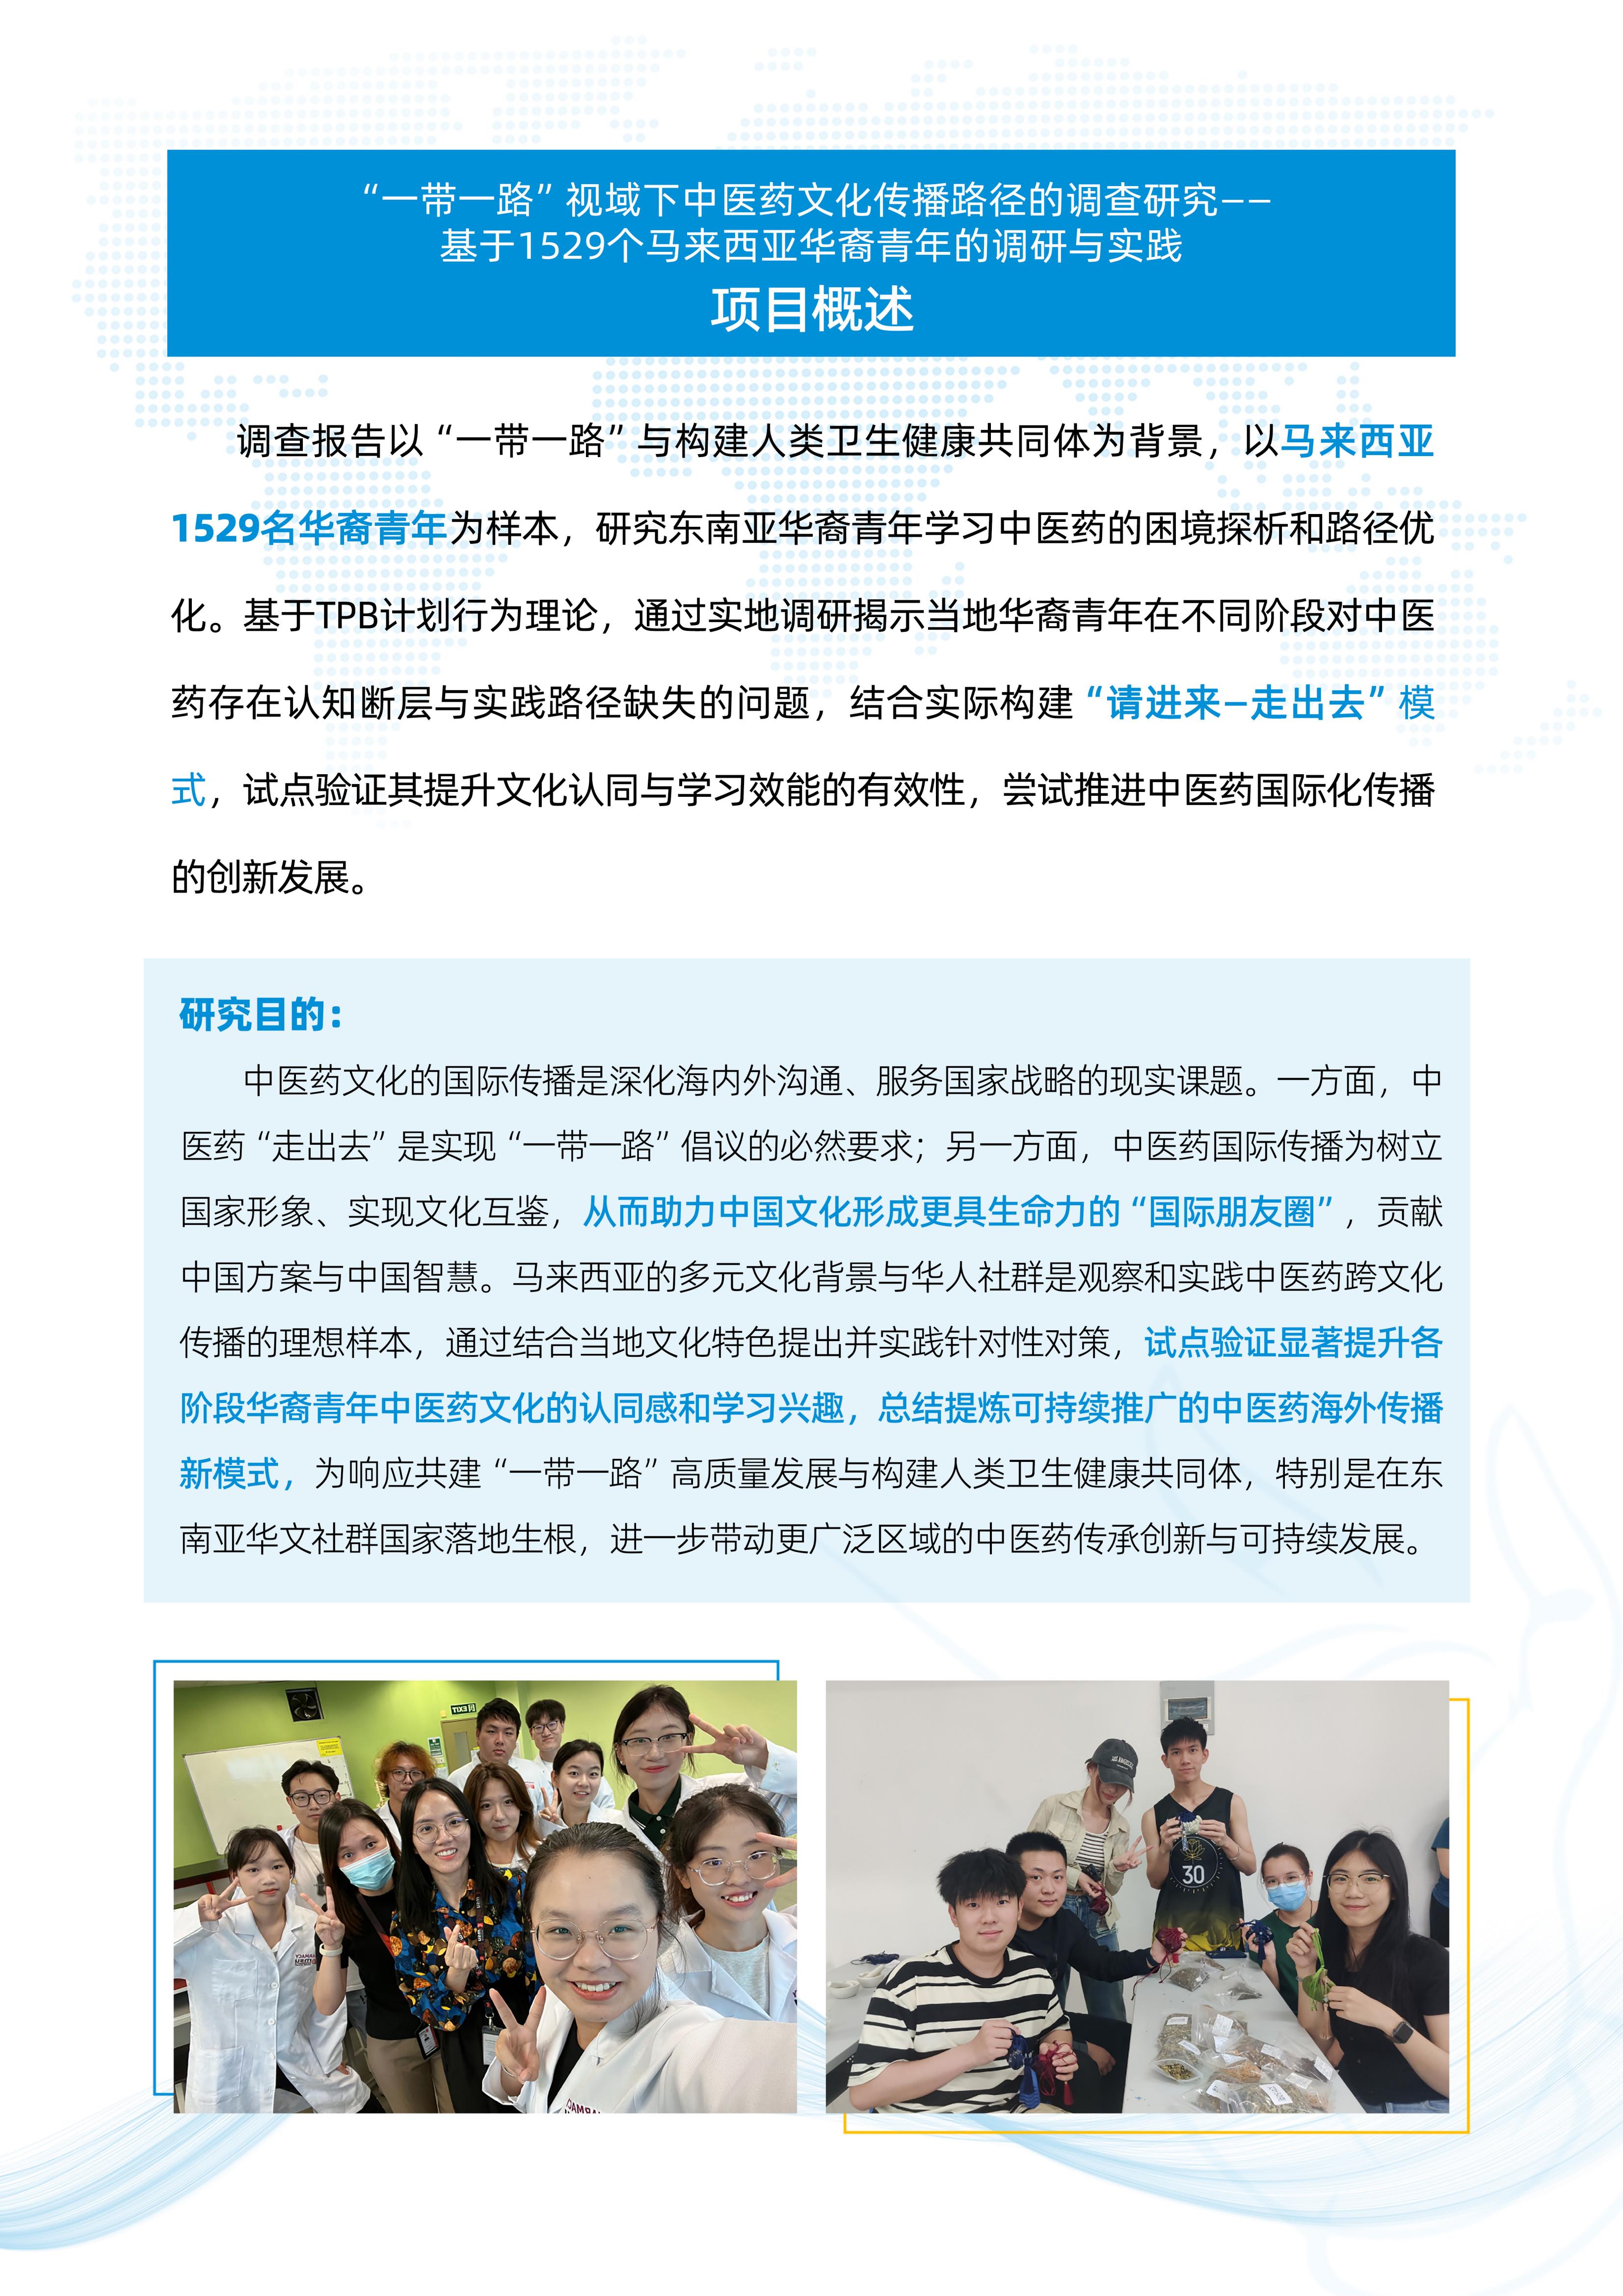 “一带一路”视域下中医药文化传播路径的调查研究——
基于1529个马来西亚华裔青年的调研与实践
项目概述
调查报告以“一带一路”与构建人类卫生健康共同体为背景，以马来西亚
1529名华裔青年为样本，研究东南亚华裔青年学习中医药的困境探析和路径优
化。基于TPB计划行为理论，通过实地调研揭示当地华裔青年在不同阶段对中医
药存在认知断层与实践路径缺失的问题，结合实际构建“请进来—走出去”模
式，试点验证其提升文化认同与学习效能的有效性，尝试推进中医药国际化传播
的创新发展。
研究目的：
中医药文化的国际传播是深化海内外沟通、服务国家战略的现实课题。一方面，中
医药“走出去”是实现“一带一路”倡议的必然要求；另一方面，中医药国际传播为树立
国家形象、实现文化互鉴，从而助力中国文化形成更具生命力的“国际朋友圈”，贡献
中国方案与中国智慧。马来西亚的多元文化背景与华人社群是观察和实践中医药跨文化
传播的理想样本，通过结合当地文化特色提出并实践针对性对策，试点验证显著提升各
阶段华裔青年中医药文化的认同感和学习兴趣，总结提炼可持续推广的中医药海外传播
新模式，为响应共建“一带一路”高质量发展与构建人类卫生健康共同体，特别是在东
南亚华文社群国家落地生根，进一步带动更广泛区域的中医药传承创新与可持续发展。
EXIT
30